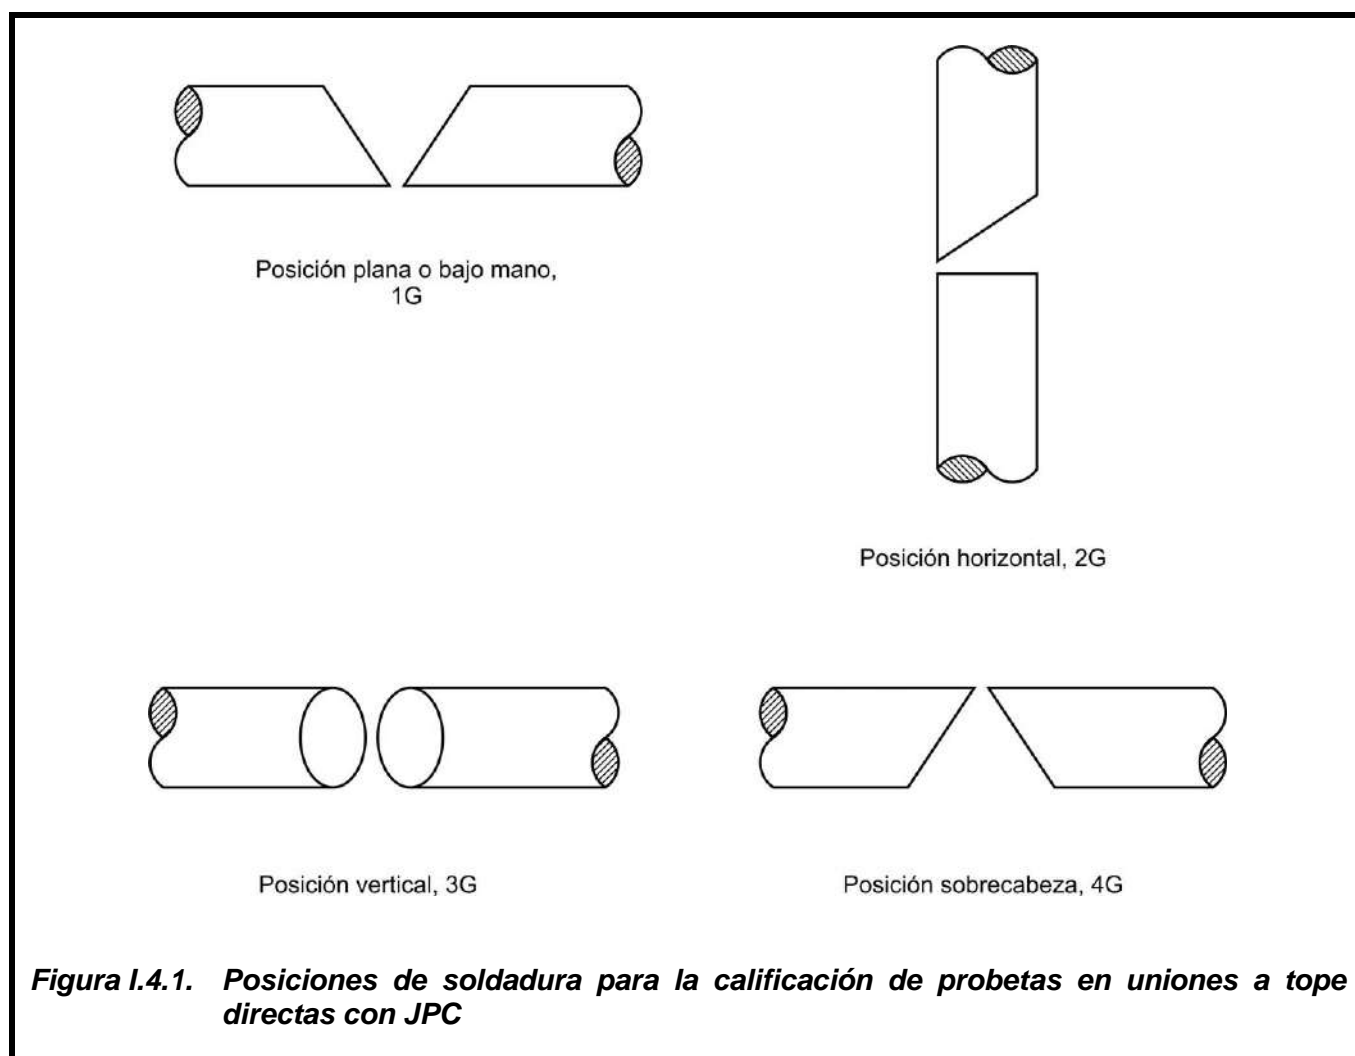 Posición plana o bajo mano,
1G
Posición horizontal, 2G
Posición vertical, 3G
Posición sobrecabeza, 4G
Figura I.4.1. Posiciones de soldadura para la calificación de probetas en uniones a tope
directas con JPC